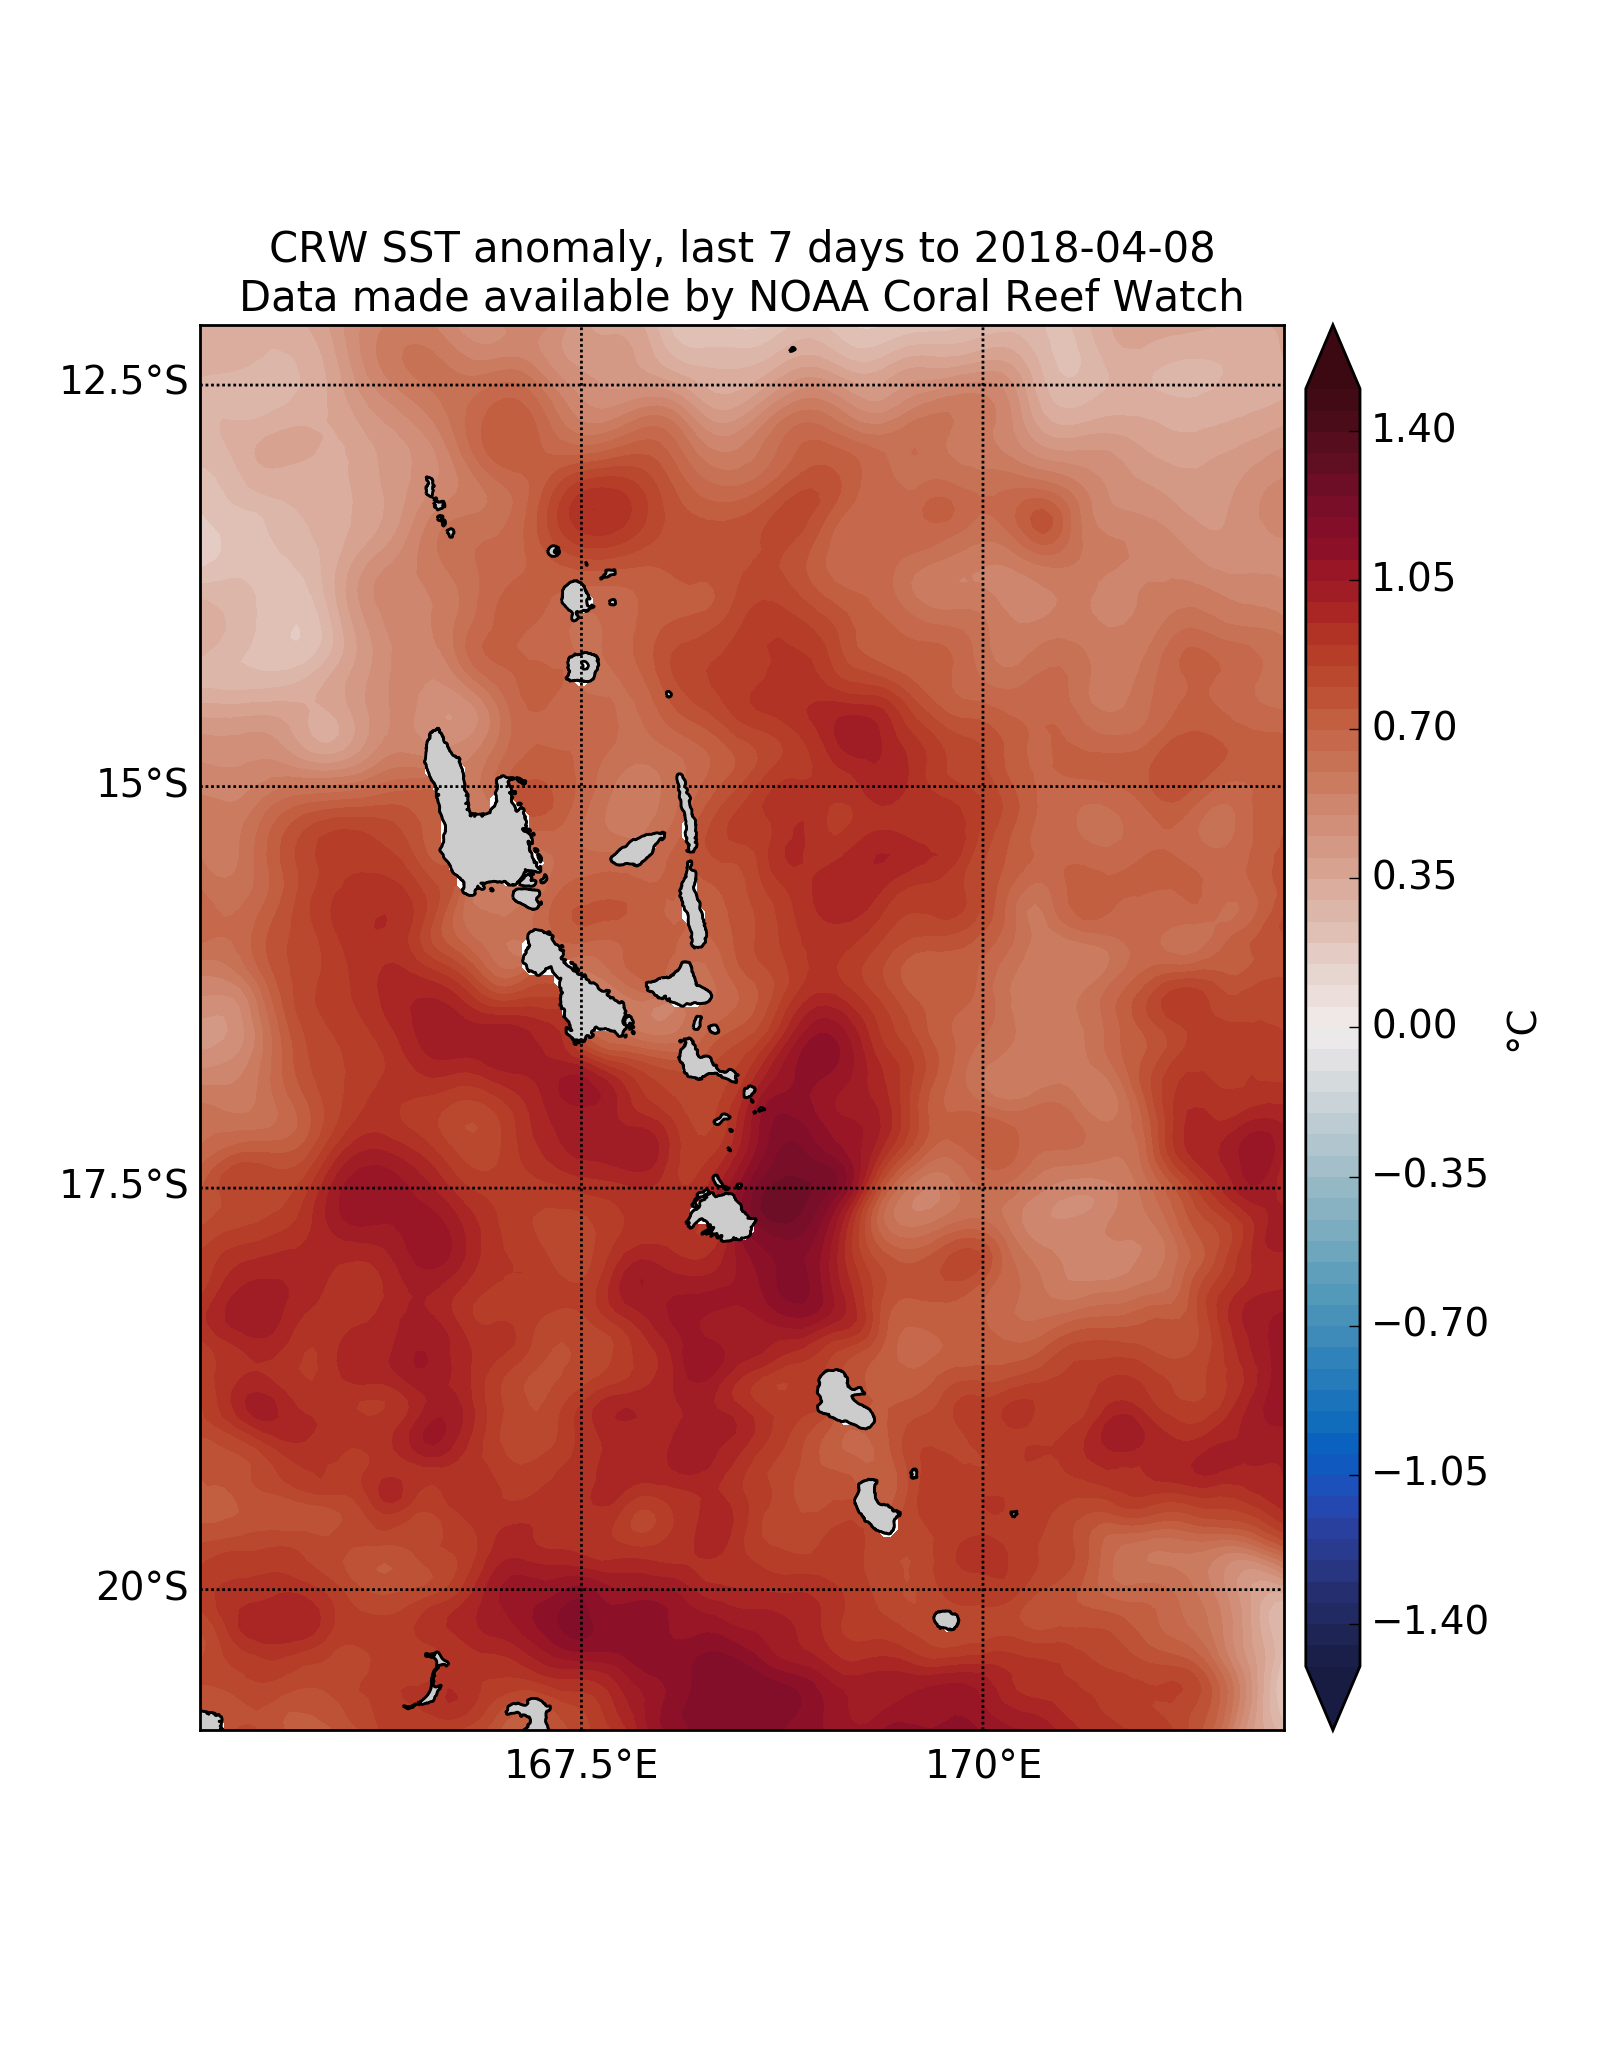 CRW SST anomaly, last 7 days to 2018-04-08
Data made available by NOAA Coral Reef Watch
12.5°S
15°S
17.5°S
20°S
167.5°E
170°E
1.40
1.05
0.70
0.35
0.00
−0.35
−0.70
−1.05
−1.40
°C